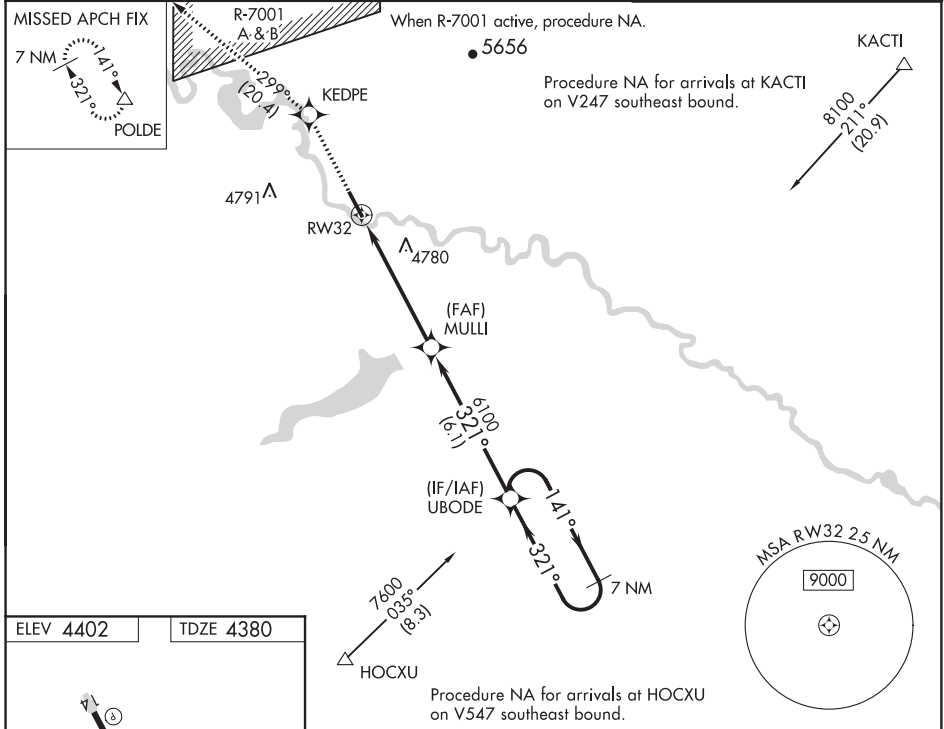 MISSED APCH FIX
7 NM
141°
321°
POLDE
R-7001
A & B
When R-7001 active, procedure NA.
5656
KACTI
Procedure NA for arrivals at KACTI
on V247 southeast bound.
8100
211°
(20.9)
299°
(20.4)
KEDPE
4791
RW32
4780
(FAF)
MULLI
6100
321°
(6.1)
(IF/IAF)
UBODE
141°
321°
7 NM
7600
035°
(8.3)
HOCXU
MSA RW32 25 NM
9000
ELEV 4402
TDZE 4380
Procedure NA for arrivals at HOCXU
on V547 southeast bound.
14
P